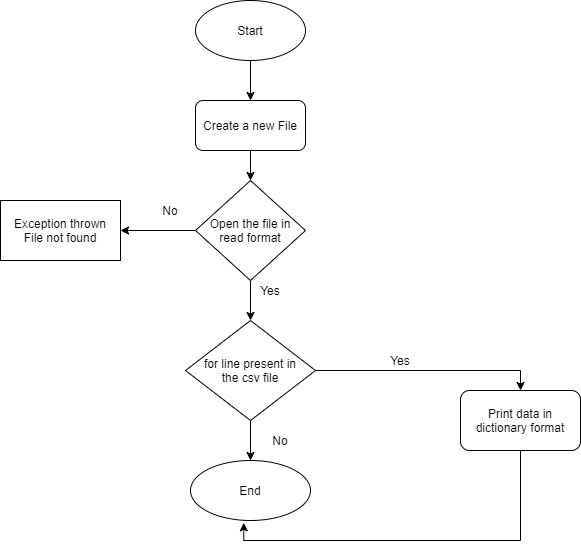 Start
Create a new File
No
Exception thrown
File not found
Open the file in
read format
Yes
for line present in
the csv file
Yes
Print data in
dictionary format
No
End